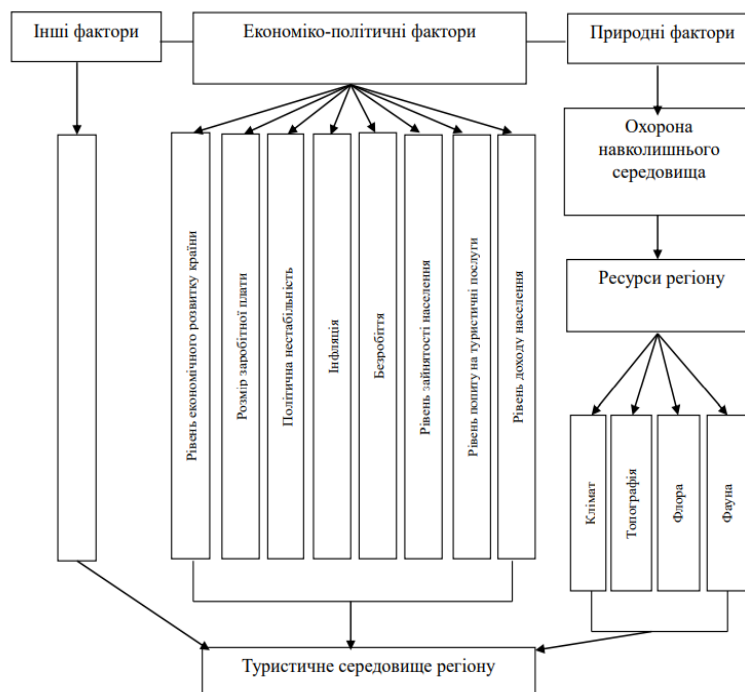 Інші фактори
Економіко-політичні фактори
Природні фактори
Охорона
навколишнього
середовища
Ресурси регіону
Рівень економічного розвитку країни
Розмір заробітної плати
Політична нестабільність
Інфляція
Безробіття
Рівень зайнятості населення
Рівень попиту на туристичні послуги
Рівень доходу населення
Клімат
Топографія
Флора
Фауна
Туристичне середовище регіону